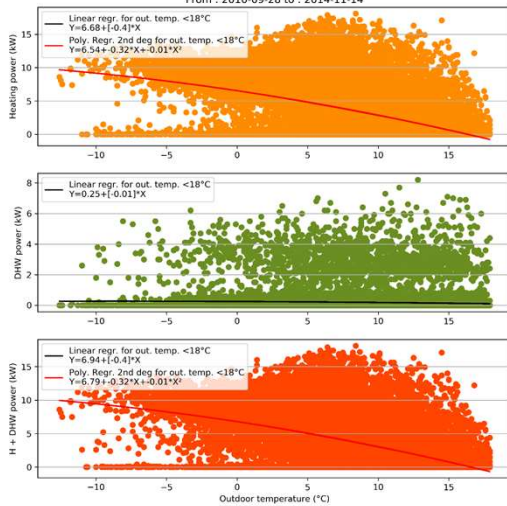 From : 2010-09-28 to : 2014-11-14
Linear regr. for out. temp. <18°C
Y=6.68+[-0.4]*X
Poly. Regr. 2nd deg for out. temp. <18°C
Y=6.54+-0.32*X+-0.01*X²
Heating power (kW)
15
10
5
0
−10
−5
0
5
10
15
Linear regr. for out. temp. <18°C
Y=0.25+[-0.01]*X
DHW power (kW)
8
6
4
2
0
−10
−5
0
5
10
15
Linear regr. for out. temp. <18°C
Y=6.94+[-0.4]*X
Poly. Regr. 2nd deg for out. temp. <18°C
Y=6.79+-0.32*X+-0.01*X²
H + DHW power (kW)
15
10
5
0
−10
−5
0
5
10
15
Outdoor temperature (°C)